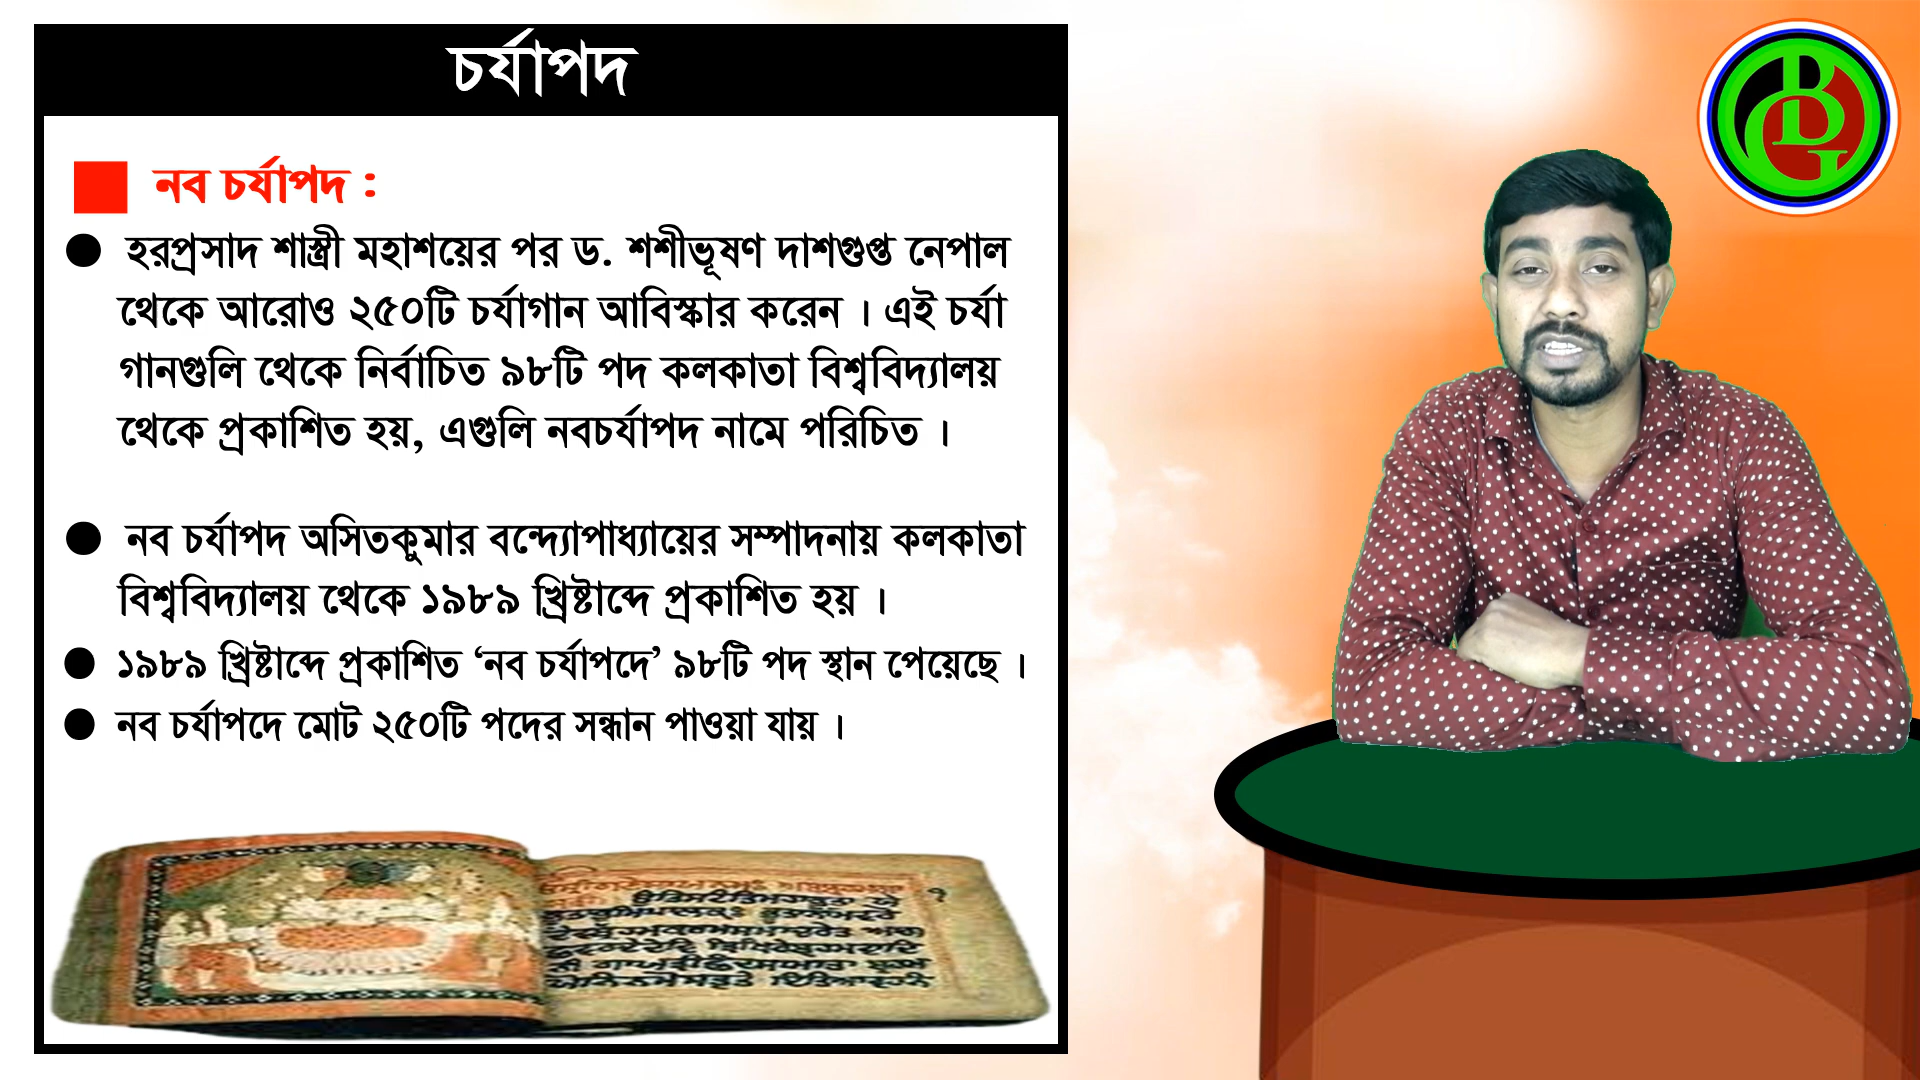 চর্যাপদ
নব চর্যাপদ :
হরপ্রসাদ শাস্ত্রী মহাশয়ের পর ড. শশীভূষণ দাশগুপ্ত নেপাল
থেকে আরোও ২৫০টি চর্যাগান আবিস্কার করেন । এই চর্যা
গানগুলি থেকে নির্বাচিত ৯৮টি পদ কলকাতা বিশ্ববিদ্যালয়
থেকে প্রকাশিত হয়, এগুলি নবচর্যাপদ নামে পরিচিত ।
নব চর্যাপদ অসিতকুমার বন্দ্যোপাধ্যায়ের সম্পাদনায় কলকাতা
বিশ্ববিদ্যালয় থেকে ১৯৮৯ খ্রিষ্টাব্দে প্রকাশিত হয় ।
১৯৮৯ খ্রিষ্টাব্দে প্রকাশিত ‘নব চর্যাপদে’ ৯৮টি পদ স্থান পেয়েছে ।
নব চর্যাপদে মোট ২৫০টি পদের সন্ধান পাওয়া যায় ।